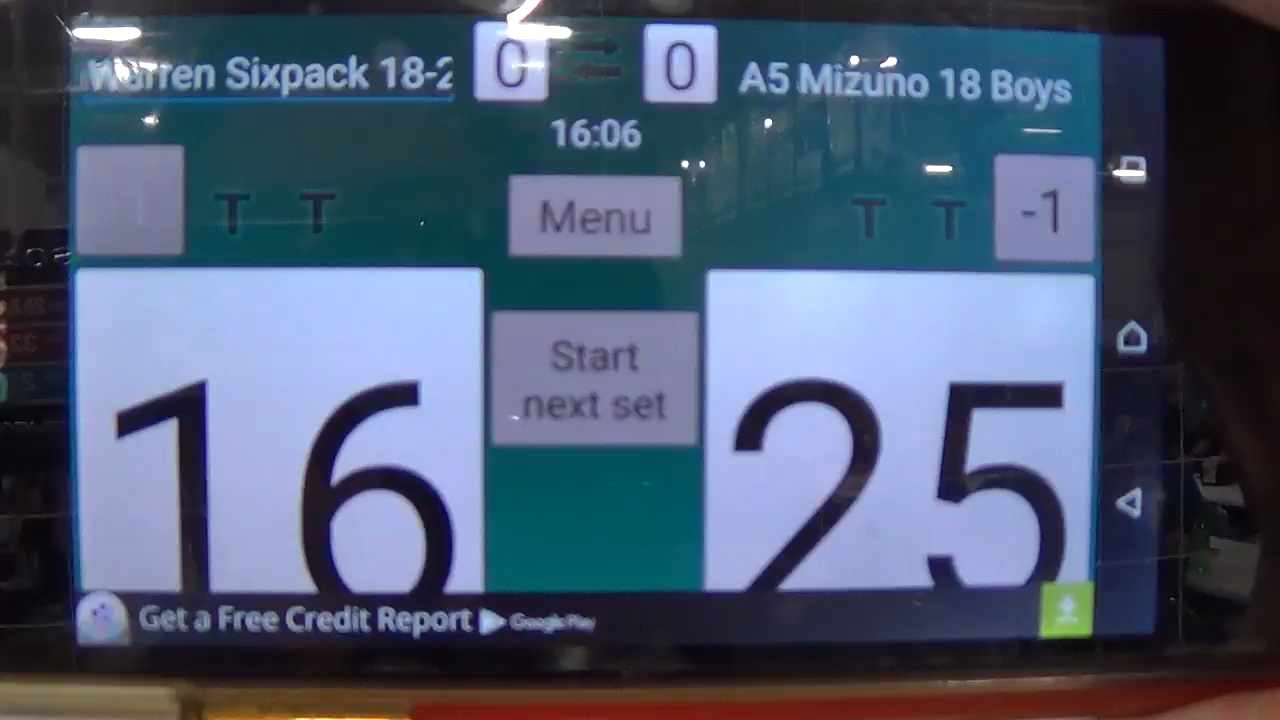 Warren Sixpack 18-2
0
0
A5 Mizuno 18 Boys
16:06
T T
Menu
T T
-1
16
Start
next set
25
Get a Free Credit Report
Google Play